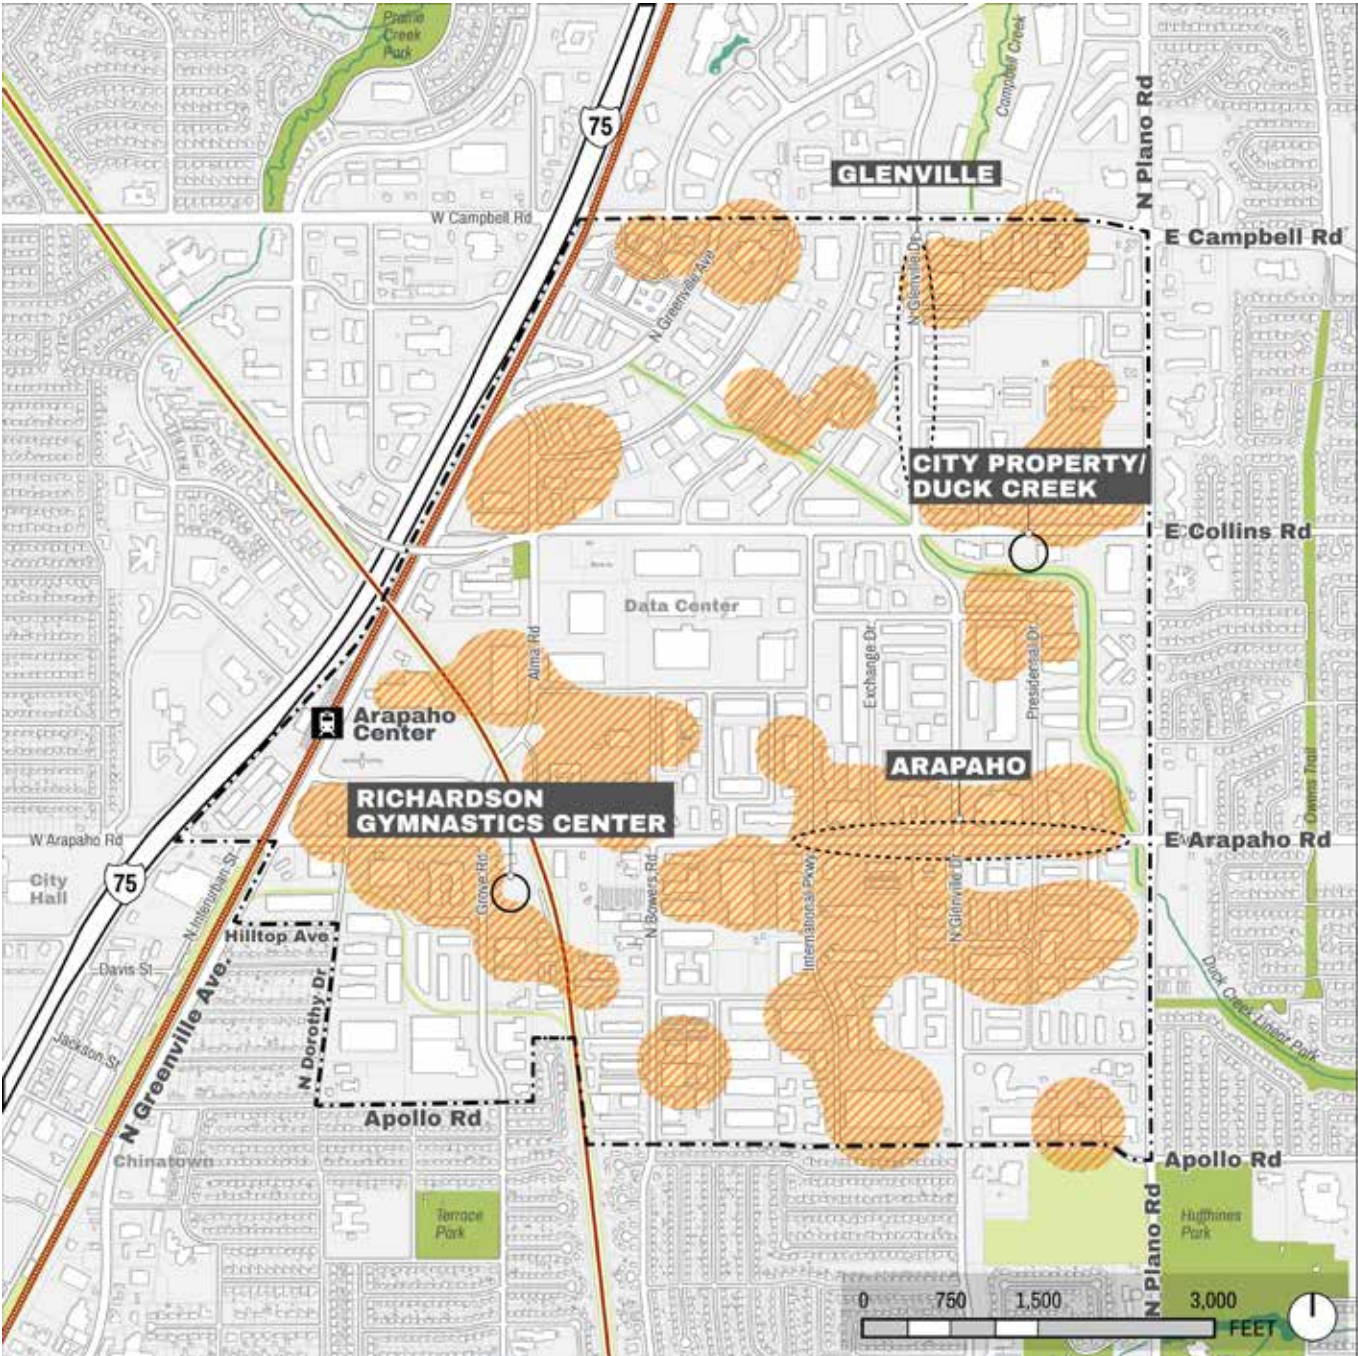 Prairie
Creek
Park
Campbell Creek
75
N Plano Rd
GLENVILLE
W Campbell Rd
E Campbell Rd
N Glenville Dr
N Greenville Ave
CITY PROPERTY/
DUCK CREEK
E Collins Rd
Data Center
Alma Rd
Exchange Dr
Presidential Dr
Arapaho
Center
ARAPAHO
Owens Trail
RICHARDSON
GYMNASTICS CENTER
W Arapaho Rd
E Arapaho Rd
City
Hall
75
N Interurban St
Grove Rd
N Bowers Rd
International Pkwy
N Glenville Dr
Hilltop Ave
Davis St
N Dorothy Dr
Duck Creek Linear Park
Jackson St
N Greenville Ave.
Apollo Rd
Chinatown
Apollo Rd
Terrace
Park
Huffhines
Park
N Plano Rd
0 750 1,500 3,000
FEET